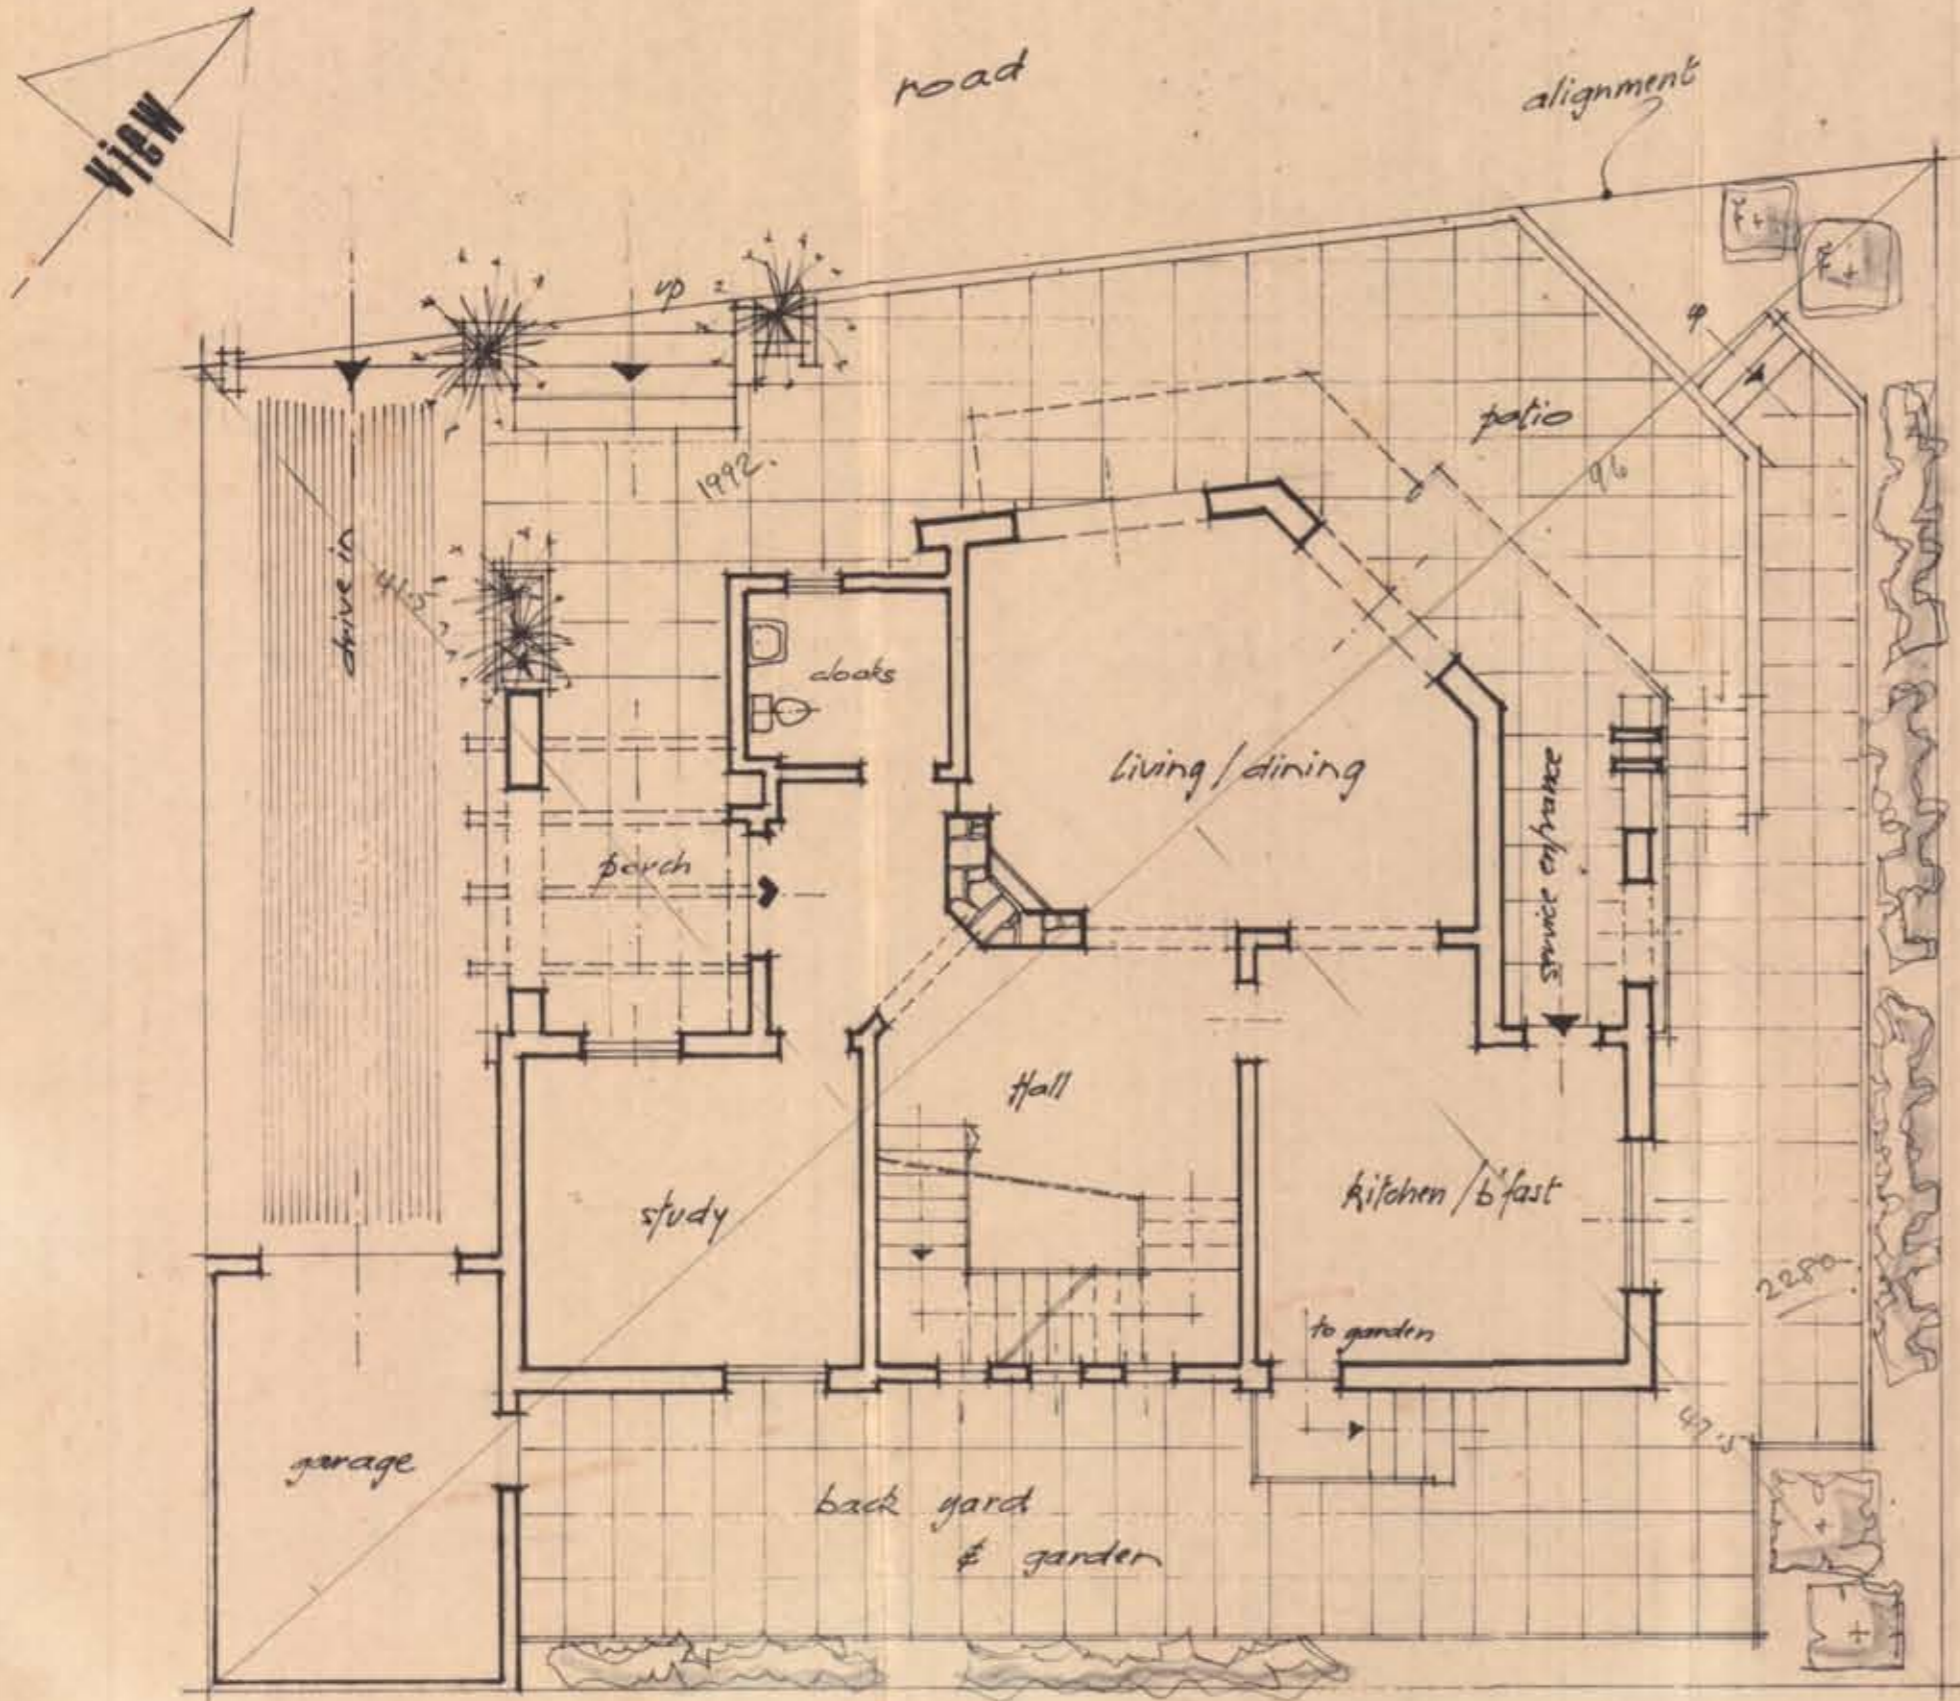 road
alignment
view
up
patio
1992.
96
drive in
41.5
cloaks
living / dining
service entrance
porch
Hall
study
kitchen / b'fast
2280
to garden
47.5
garage
back yard
& garden